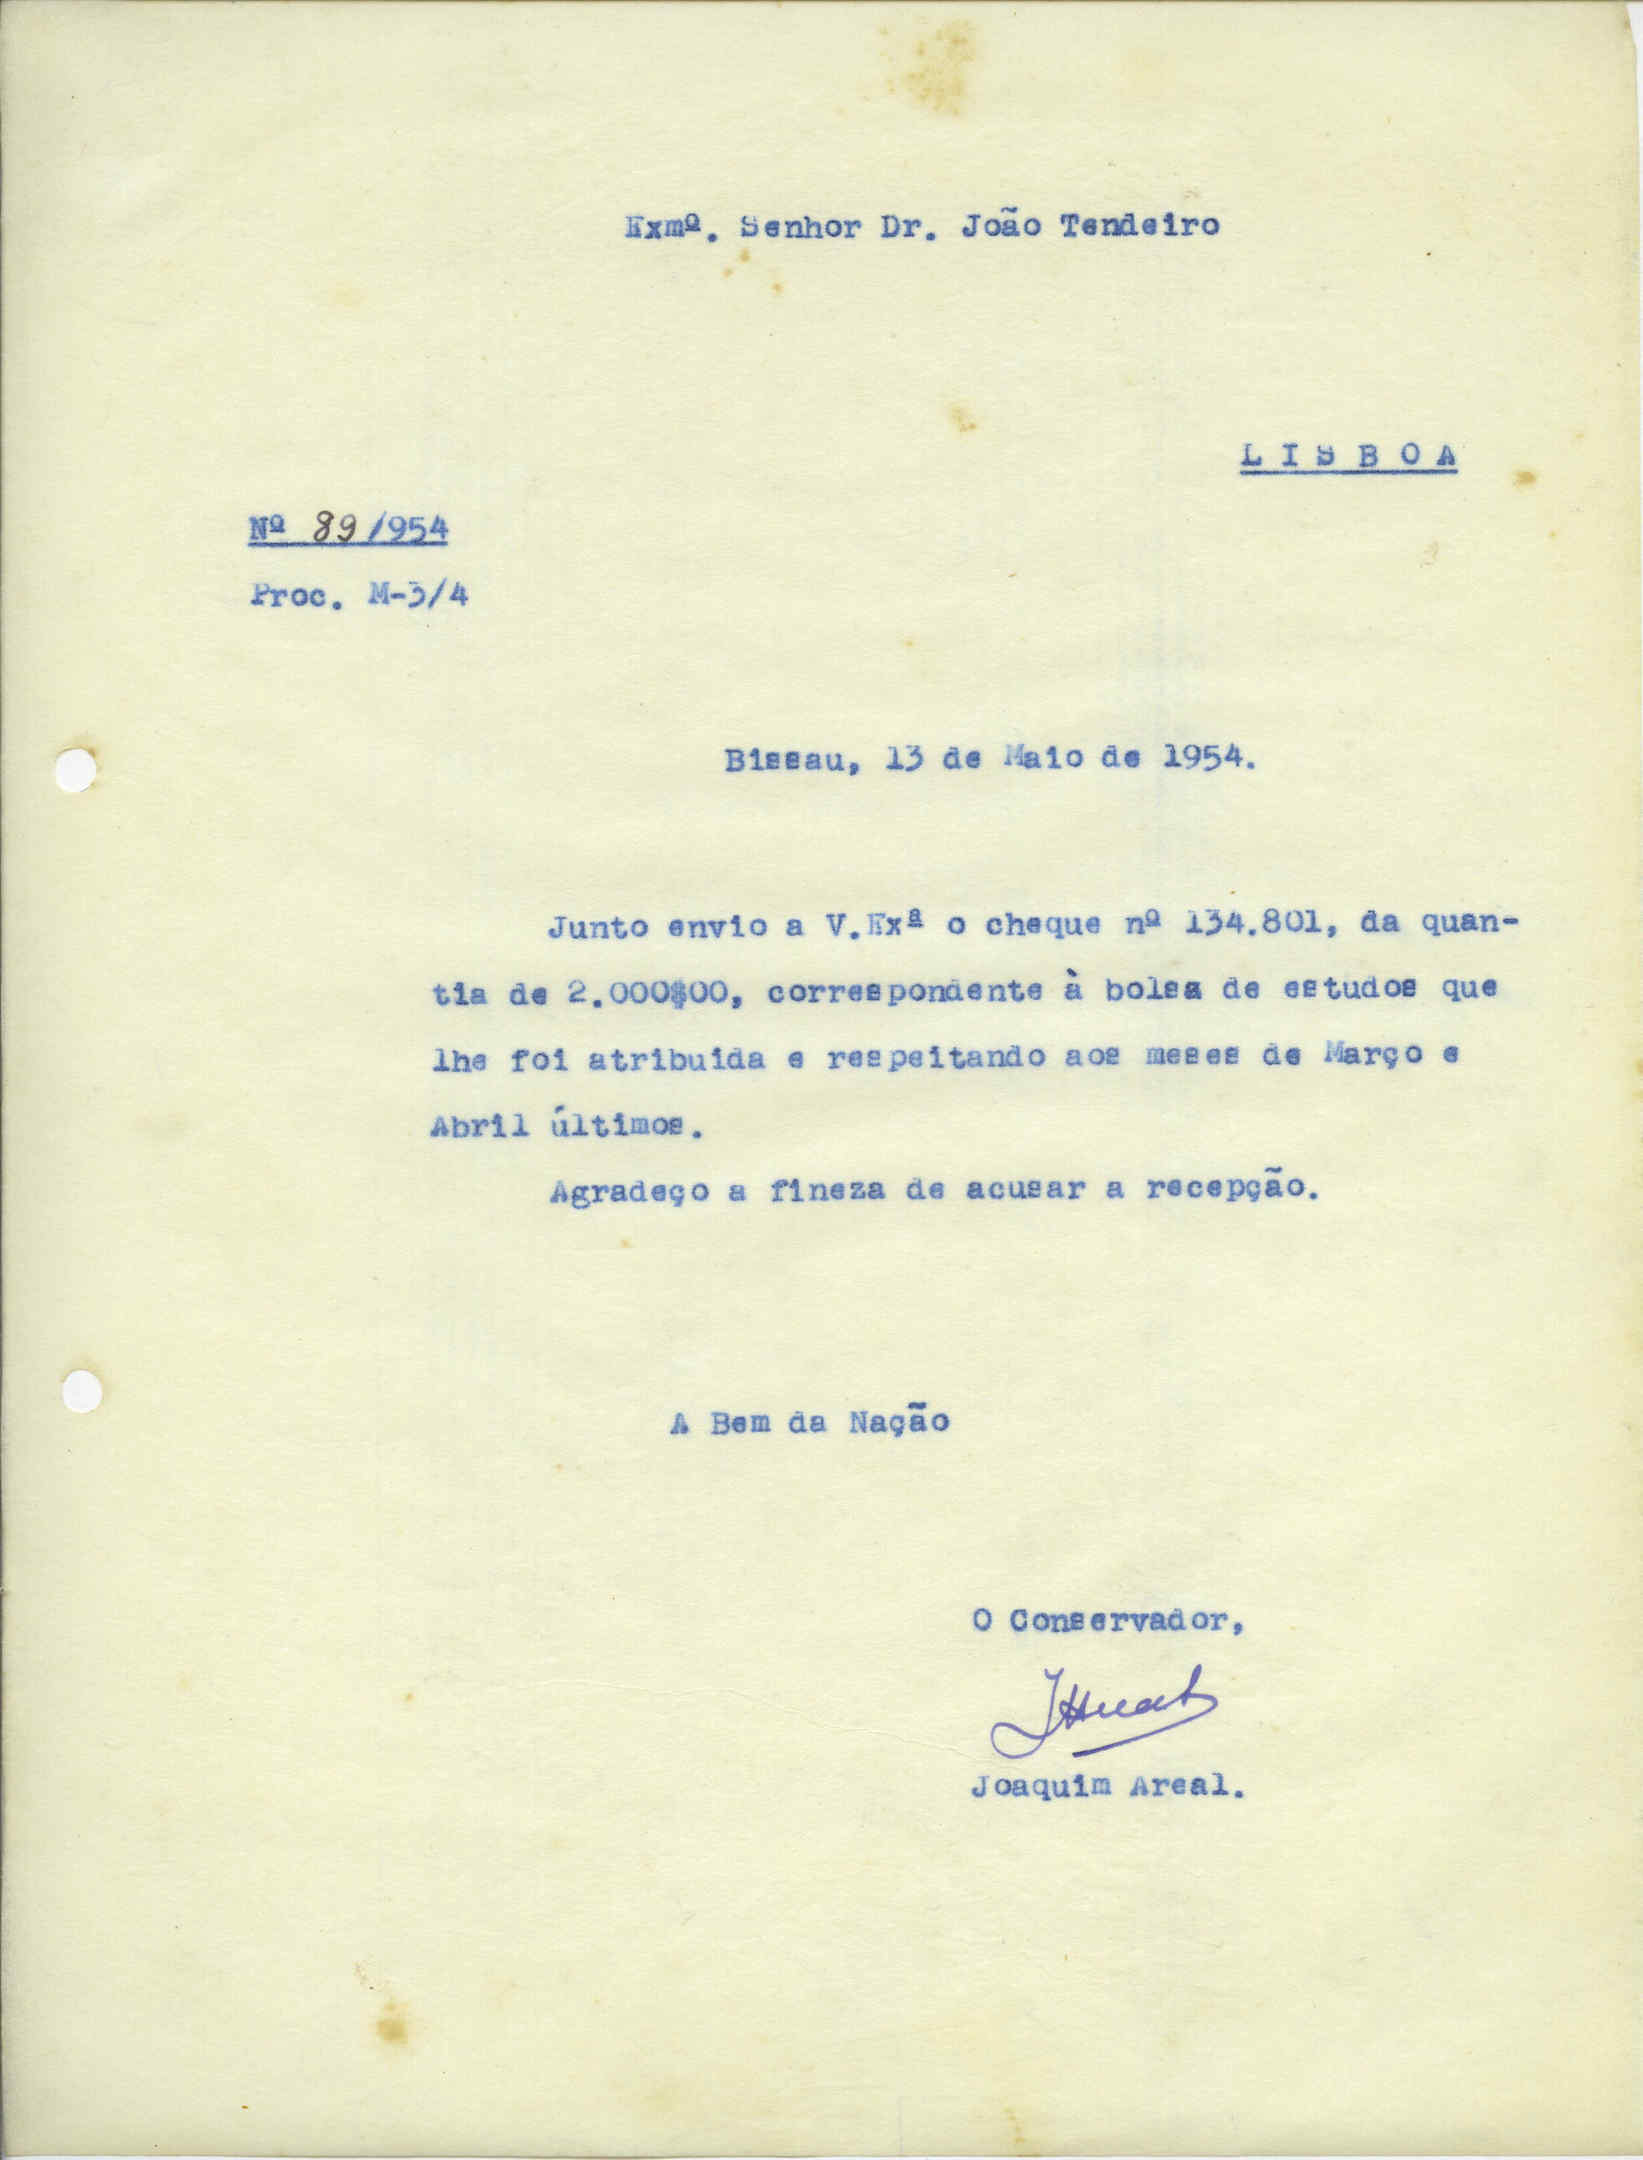 Exmº. Senhor Dr. João Tendeiro
L I S B O A
Nº 89/954
Proc. M-3/4
Bissau, 13 de Maio de 1954.
Junto envio a V.Exª o cheque nº 134.801, da quan-
tia de 2.000$00, correspondente à bolsa de estudos que
lhe foi atribuida e respeitando aos meses de Março e
Abril últimos.
Agradeço a fineza de acusar a recepção.
A Bem da Nação
O Conservador,
Joaquim Areal.